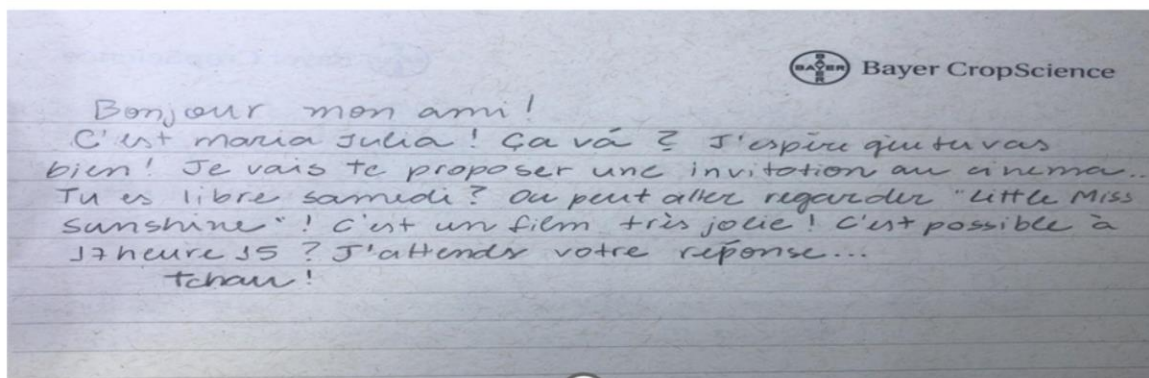 BAYER Bayer CropScience
Bonjour mon ami!
C'est maria Julia! Ça vá? J'espère que tu vas
bien! Je vais te proposer une invitation au cinema...
Tu es libre samedi? On peut aller regarder "Little Miss
Sunshine"! C'est un film très jolie! C'est possible à
17 heure 15? J'attends votre réponse...
Tchau!